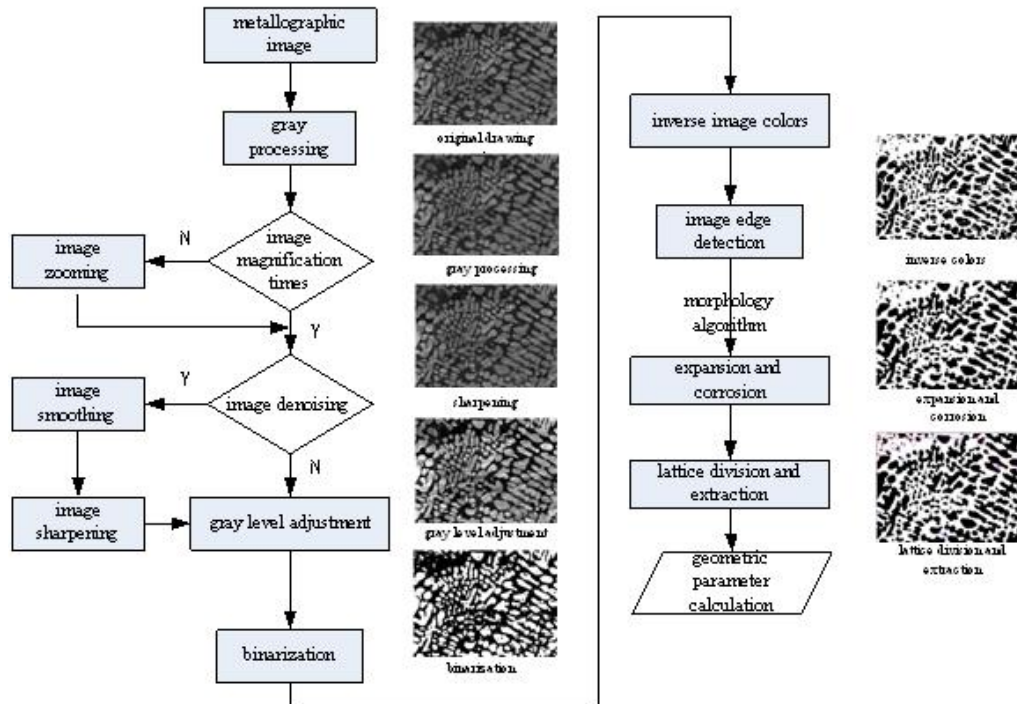 metallographic
image
gray
processing
image
magnification
times
N
image
zooming
Y
image denoising
Y
image
smoothing
N
image
sharpening
gray level adjustment
binarization
original drawing
gray processing
sharpening
gray level adjustment
binarization
inverse image colors
image edge
detection
morphology
algorithm
expansion and
corrosion
lattice division and
extraction
geometric
parameter
calculation
inverse colors
expansion and
corrosion
lattice division and
extraction